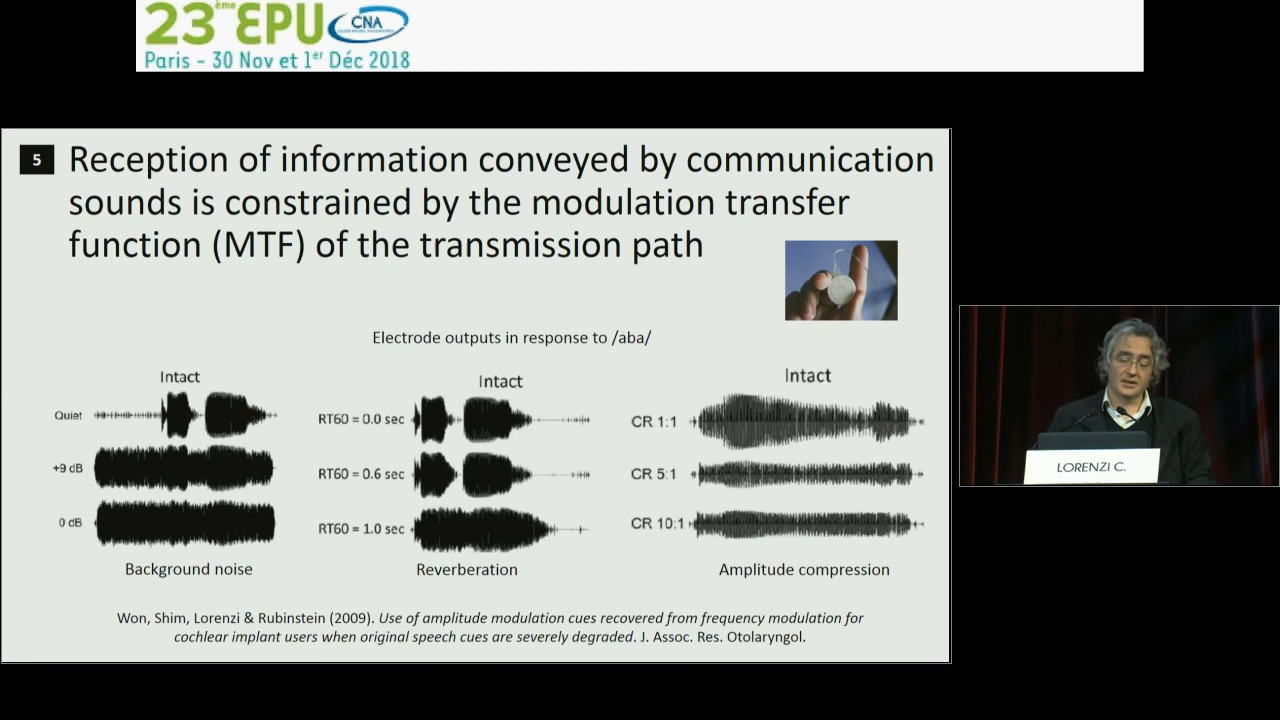 23ème EPU
CNA
Paris - 30 Nov et 1er Déc 2018
5
Reception of information conveyed by communication
sounds is constrained by the modulation transfer
function (MTF) of the transmission path
Electrode outputs in response to /aba/
Intact
Quiet
+9 dB
0 dB
Background noise
Intact
RT60 = 0.0 sec
RT60 = 0.6 sec
RT60 = 1.0 sec
Reverberation
Intact
CR 1:1
CR 5:1
CR 10:1
Amplitude compression
Won, Shim, Lorenzi & Rubinstein (2009). Use of amplitude modulation cues recovered from frequency modulation for
cochlear implant users when original speech cues are severely degraded. J. Assoc. Res. Otolaryngol.
LORENZI C.